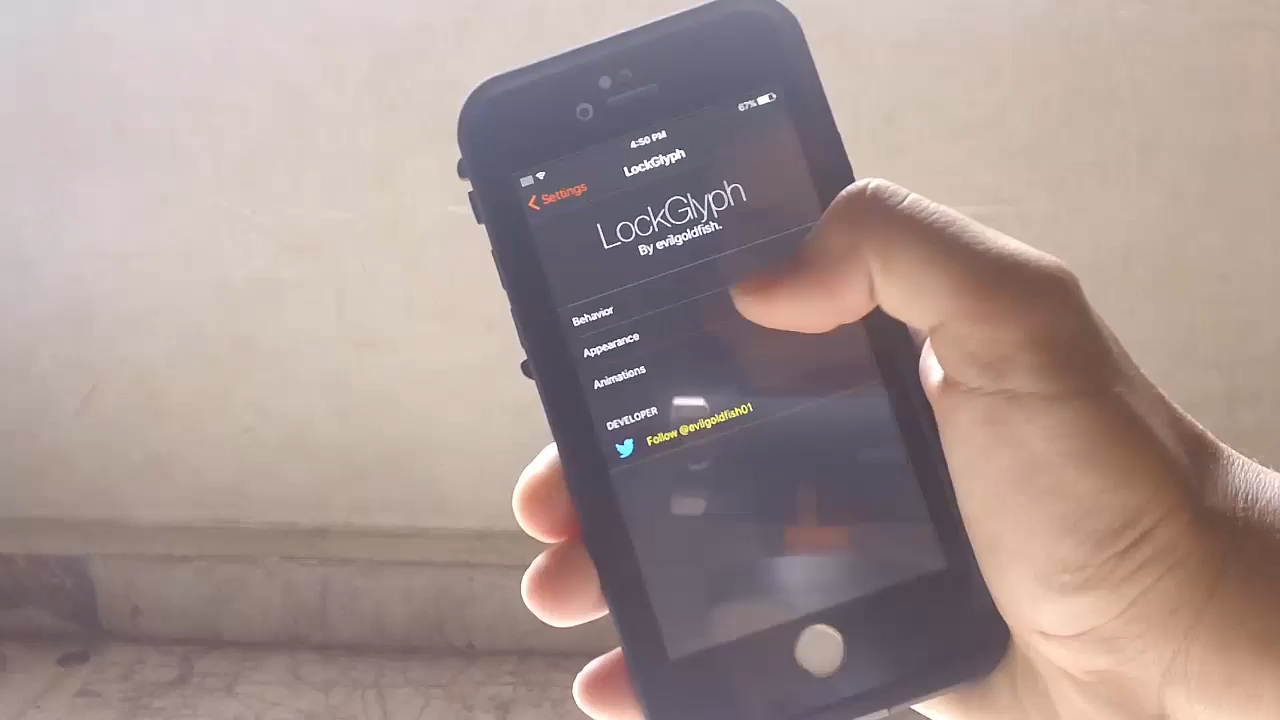 67%
4:50 PM
LockGlyph
Settings
LockGlyph
By evilgoldfish.
Behavior
Appearance
Animations
DEVELOPER
Follow @evilgoldfish01